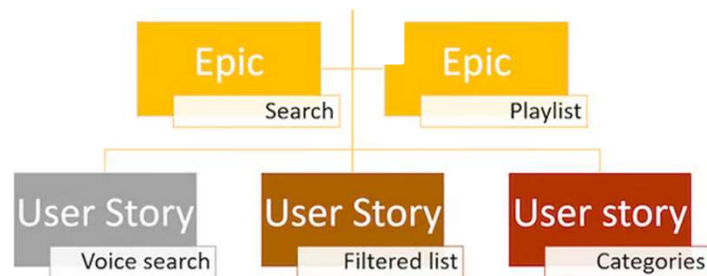 Epic
Search
Epic
Playlist
User Story
Voice search
User Story
Filtered list
User story
Categories